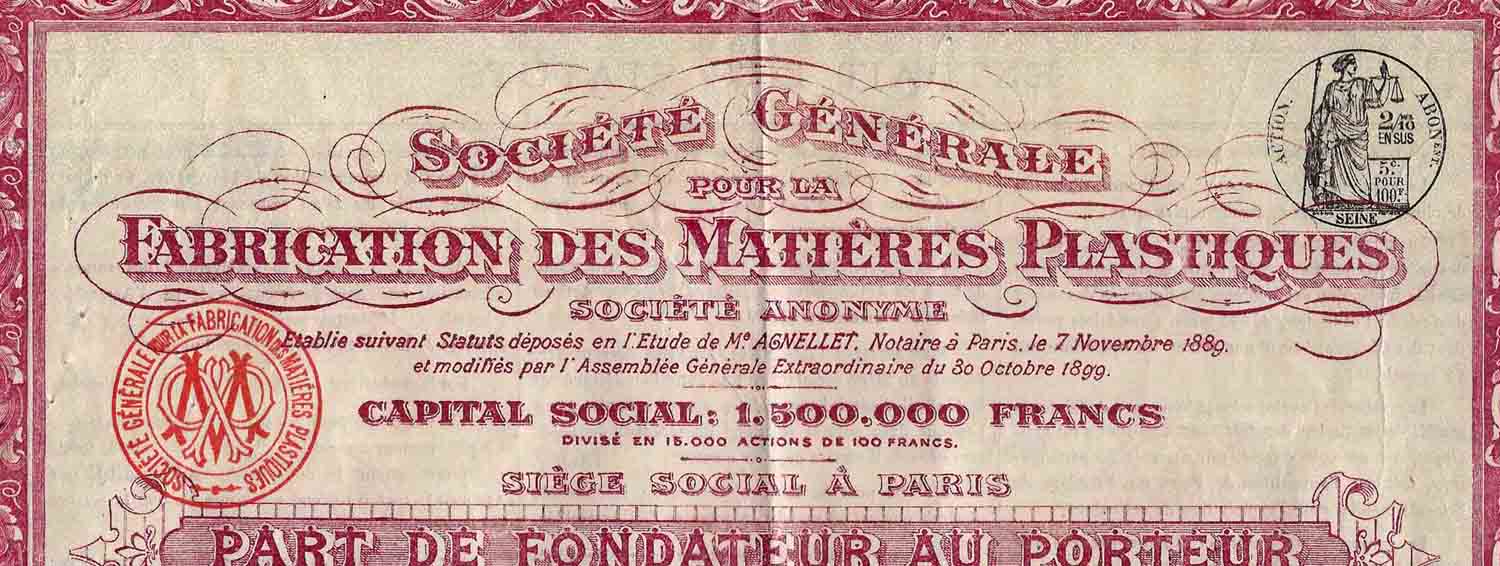 SOCIÉTÉ GÉNÉRALE
POUR LA
FABRICATION DES MATIÈRES PLASTIQUES
SOCIÉTÉ ANONYME
Etablie suivant Statuts déposés en l'Etude de Me AGNELLET, Notaire à Paris, le 7 Novembre 1889.
et modifiés par l'Assemblée Générale Extraordinaire du 30 Octobre 1899.
CAPITAL SOCIAL: 1.500.000 FRANCS
DIVISÉ EN 15.000 ACTIONS DE 100 FRANCS.
SIÈGE SOCIAL À PARIS
PART DE FONDATEUR AU PORTEUR
ACTION. ABONENT.
2/10ES
EN SUS
5c.
POUR
100F.
SEINE
SOCIÉTÉ GÉNÉRALE POUR LA FABRICATION DES MATIÈRES PLASTIQUES